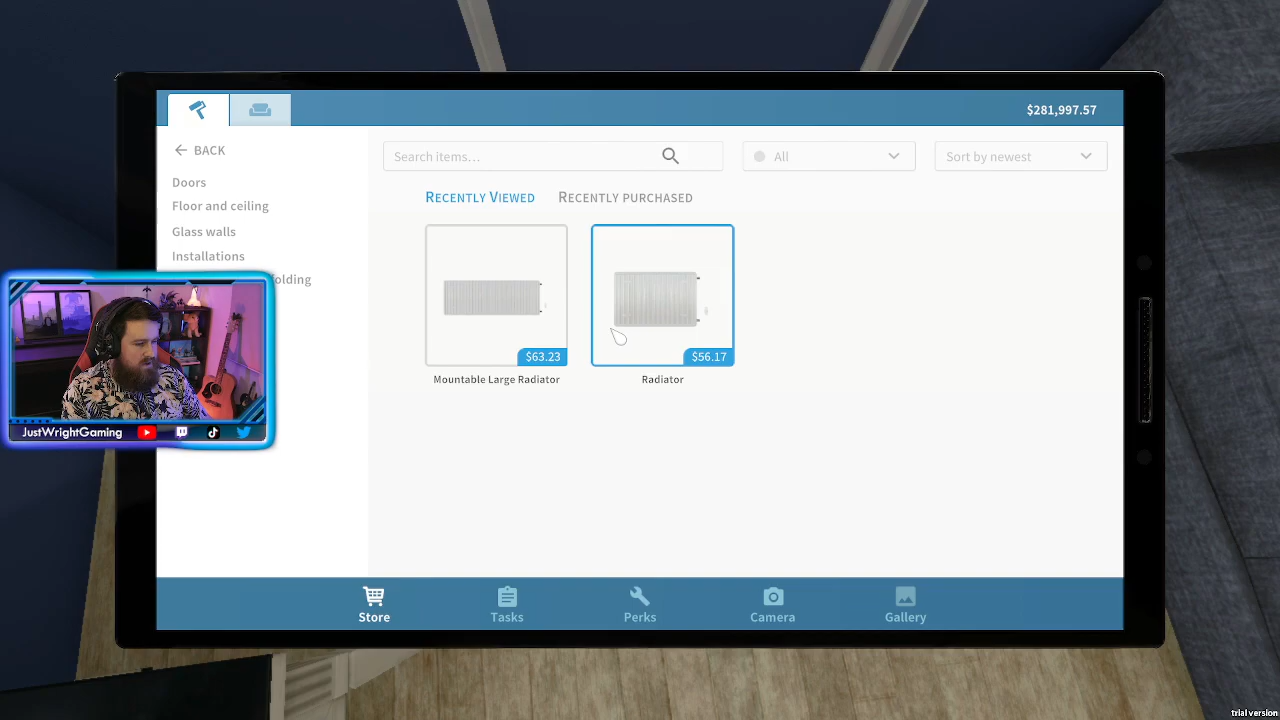 $281,997.57
BACK
Doors
Floor and ceiling
Glass walls
Installations
folding
Search items...
All
Sort by newest
RECENTLY VIEWED
RECENTLY PURCHASED
$63.23
$56.17
Mountable Large Radiator
Radiator
JustWrightGaming
Store
Tasks
Perks
Camera
Gallery
trial version